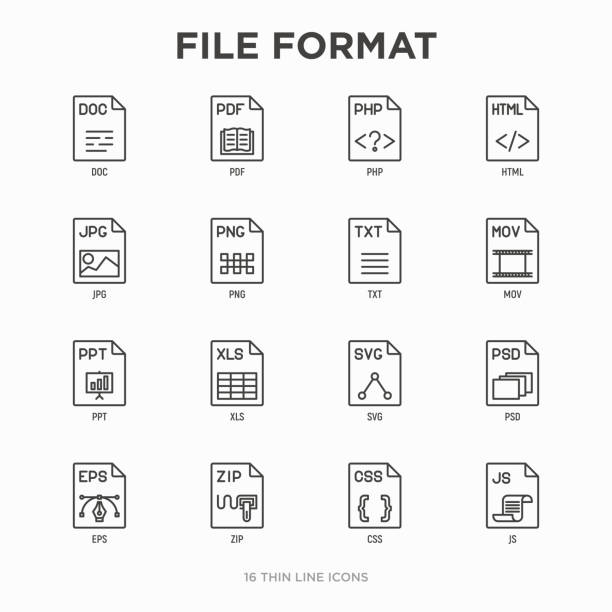 FILE FORMAT
DOC PDF PHP HTML
<?> </>
DOC PDF PHP HTML
JPG PNG TXT MOV
JPG PNG TXT MOV
PPT XLS SVG PSD
PPT XLS SVG PSD
EPS ZIP CSS JS
{ }
EPS ZIP CSS JS
16 THIN LINE ICONS